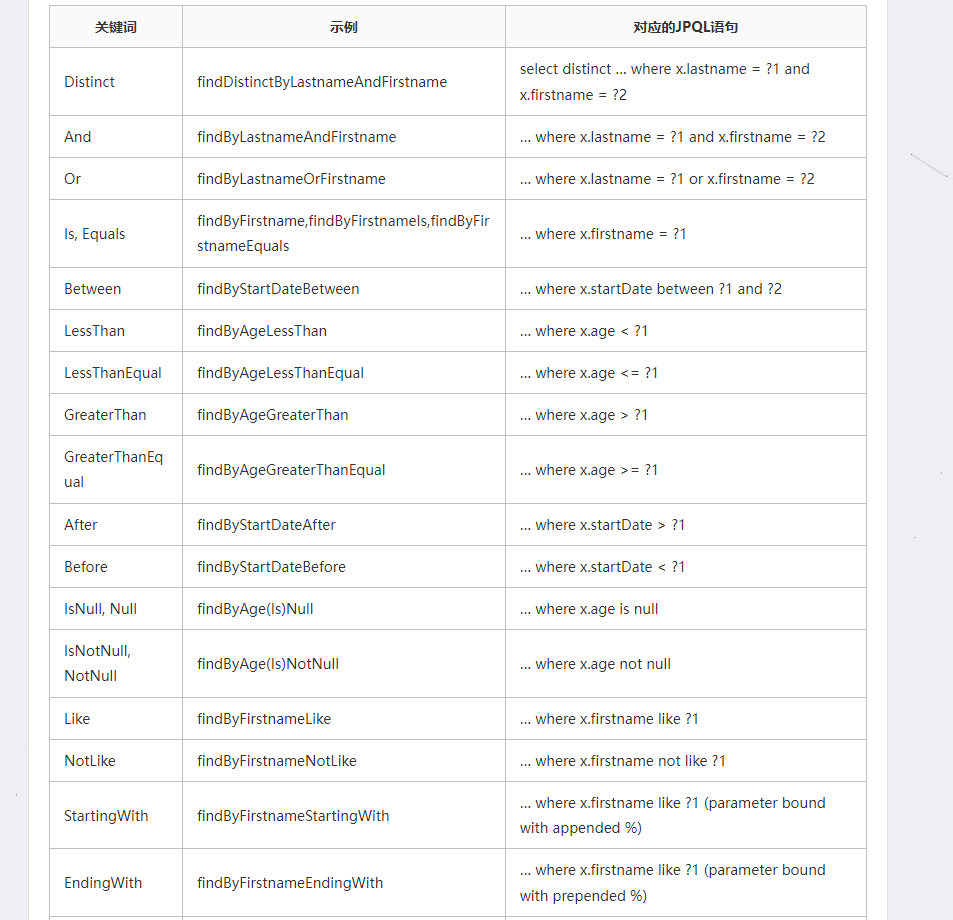 关键词 示例 对应的JPQL语句
Distinct findDistinctByLastnameAndFirstname select distinct … where x.lastname = ?1 and
x.firstname = ?2
And findByLastnameAndFirstname … where x.lastname = ?1 and x.firstname = ?2
Or findByLastnameOrFirstname … where x.lastname = ?1 or x.firstname = ?2
Is, Equals findByFirstname,findByFirstnameIs,findByFir
stnameEquals … where x.firstname = ?1
Between findByStartDateBetween … where x.startDate between ?1 and ?2
LessThan findByAgeLessThan … where x.age < ?1
LessThanEqual findByAgeLessThanEqual … where x.age <= ?1
GreaterThan findByAgeGreaterThan … where x.age > ?1
GreaterThanEq
ual findByAgeGreaterThanEqual … where x.age >= ?1
After findByStartDateAfter … where x.startDate > ?1
Before findByStartDateBefore … where x.startDate < ?1
IsNull, Null findByAge(Is)Null … where x.age is null
IsNotNull,
NotNull findByAge(Is)NotNull … where x.age not null
Like findByFirstnameLike … where x.firstname like ?1
NotLike findByFirstnameNotLike … where x.firstname not like ?1
StartingWith findByFirstnameStartingWith … where x.firstname like ?1 (parameter bound
with appended %)
EndingWith findByFirstnameEndingWith … where x.firstname like ?1 (parameter bound
with prepended %)